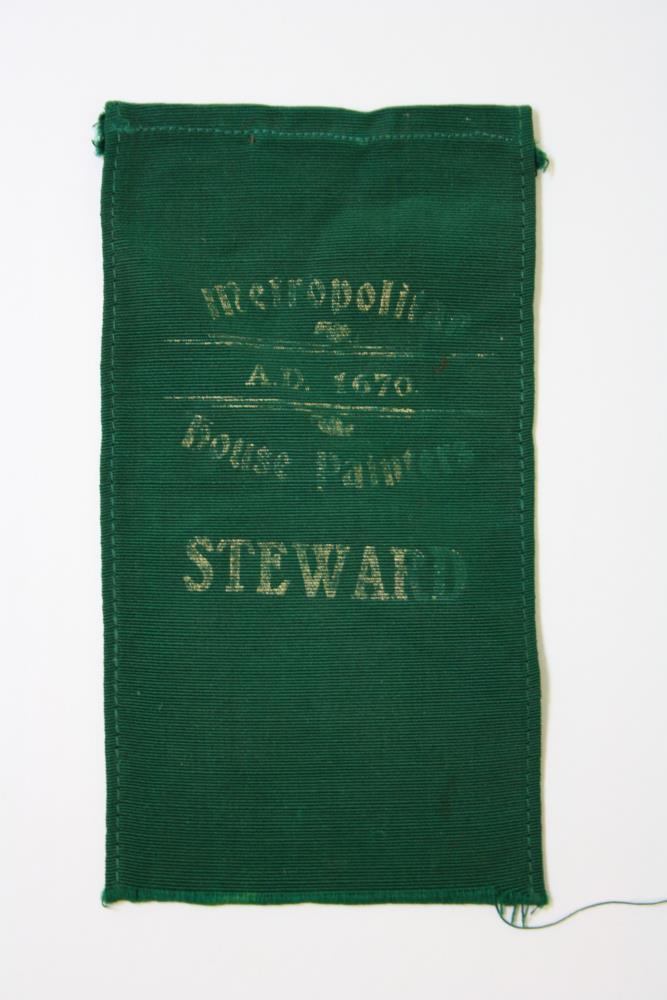 Metropolitan
A.D. 1670.
House Painters
STEWARD